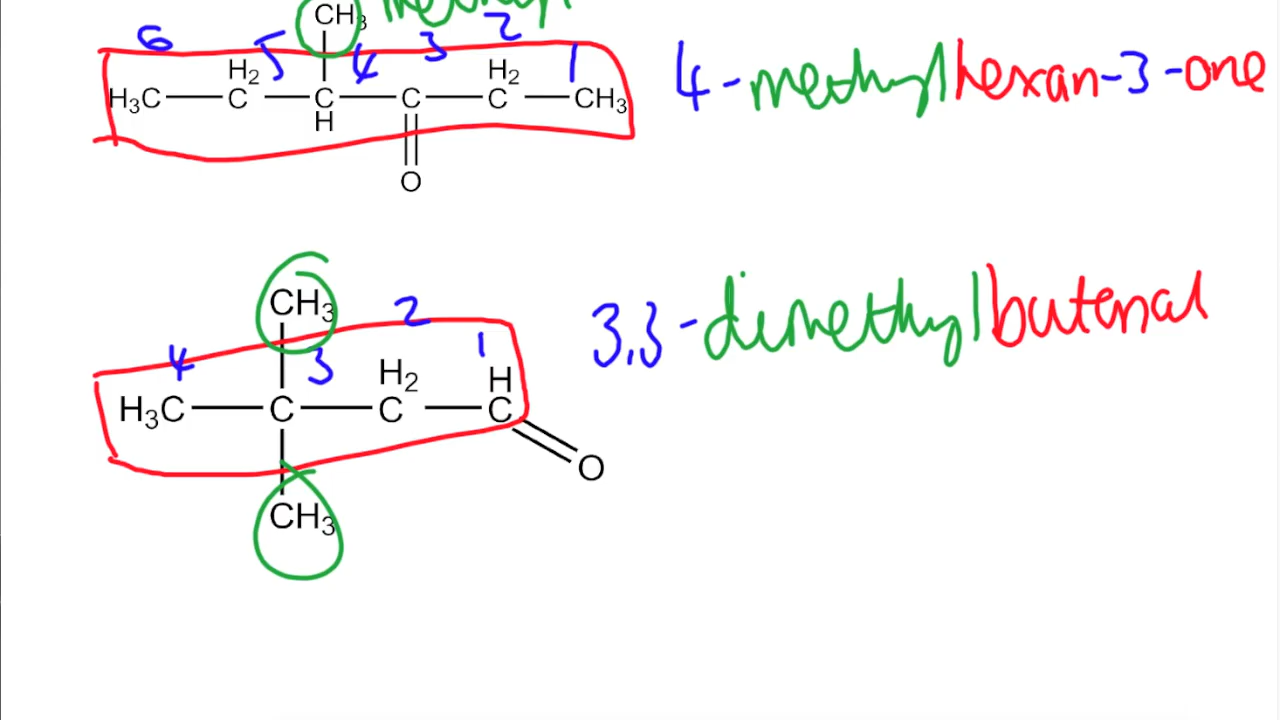 CH3
6 5 4 3 2 1
H2 H2
H3C C C C C CH3
H
O
4-methylhexan-3-one
CH3
4 3 2 1
H2 H
H3C C C C
O
CH3
3,3-dimethylbutenal